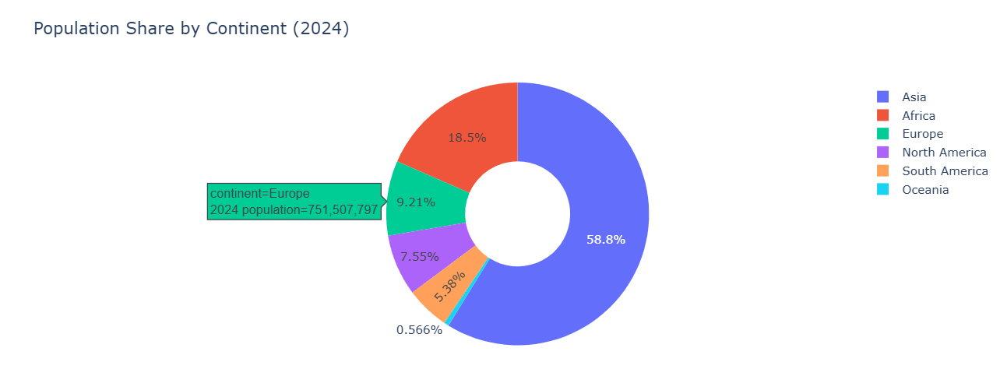 Population Share by Continent (2024)
Asia
Africa
Europe
North America
South America
Oceania
18.5%
continent=Europe
2024 population=751,507,797
9.21%
58.8%
7.55%
5.38%
0.566%